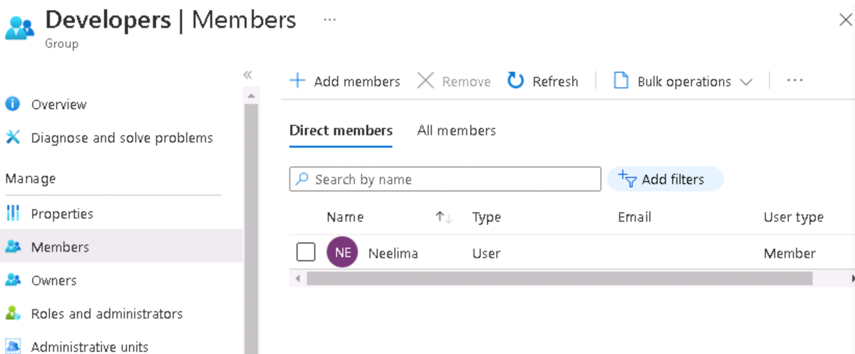 Developers | Members ...
Group
Overview
Diagnose and solve problems
Manage
Properties
Members
Owners
Roles and administrators
Administrative units
Add members Remove Refresh Bulk operations ...
Direct members All members
Search by name Add filters
Name Type Email User type
NE Neelima User Member